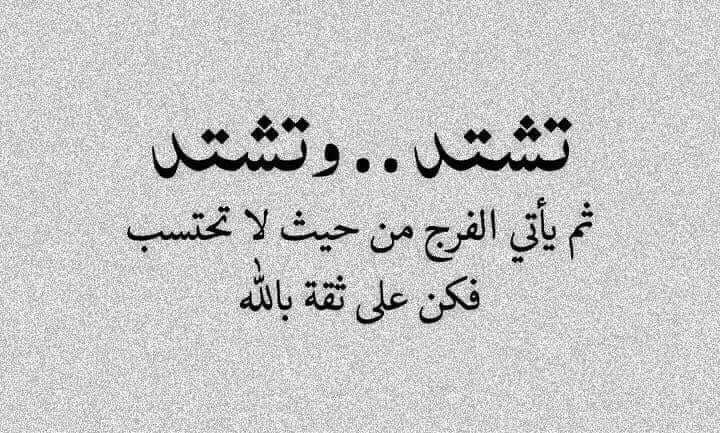 تشتد..وتشتد
ثم يأتي الفرج من حيث لا تحتسب
فكن على ثقة بالله